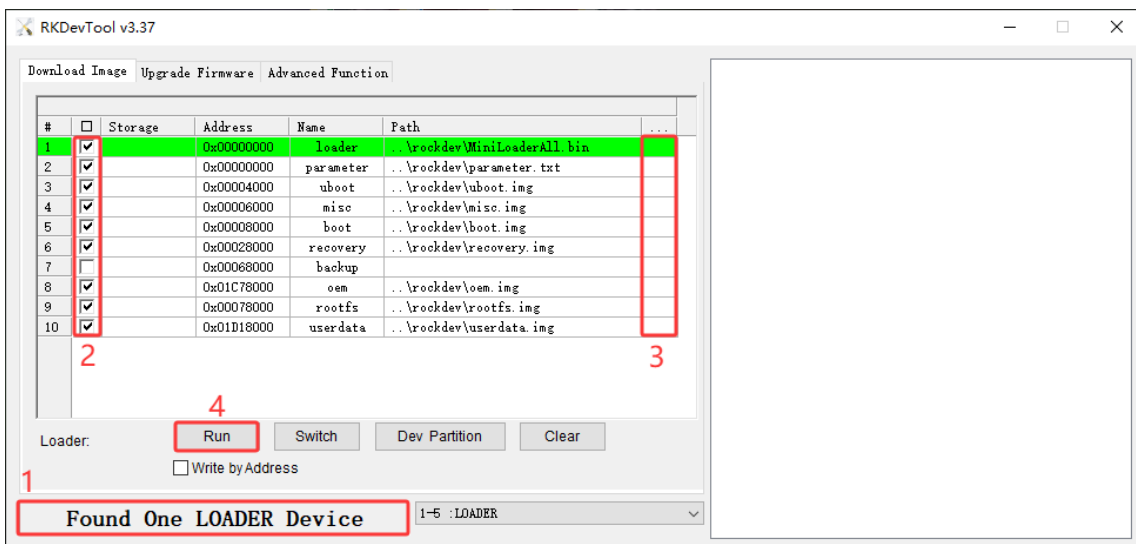 RKDevTool v3.37
Download Image Upgrade Firmware Advanced Function
# Storage Address Name Path ...
1 0x00000000 loader ..\rockdev\MiniLoaderAll.bin
2 0x00000000 parameter ..\rockdev\parameter.txt
3 0x00004000 uboot ..\rockdev\uboot.img
4 0x00006000 misc ..\rockdev\misc.img
5 0x00008000 boot ..\rockdev\boot.img
6 0x00028000 recovery ..\rockdev\recovery.img
7 0x00068000 backup
8 0x01C78000 oem ..\rockdev\oem.img
9 0x00078000 rootfs ..\rockdev\rootfs.img
10 0x01D18000 userdata ..\rockdev\userdata.img
2 3
4
Loader: Run Switch Dev Partition Clear
Write by Address
1
Found One LOADER Device 1-5 :LOADER